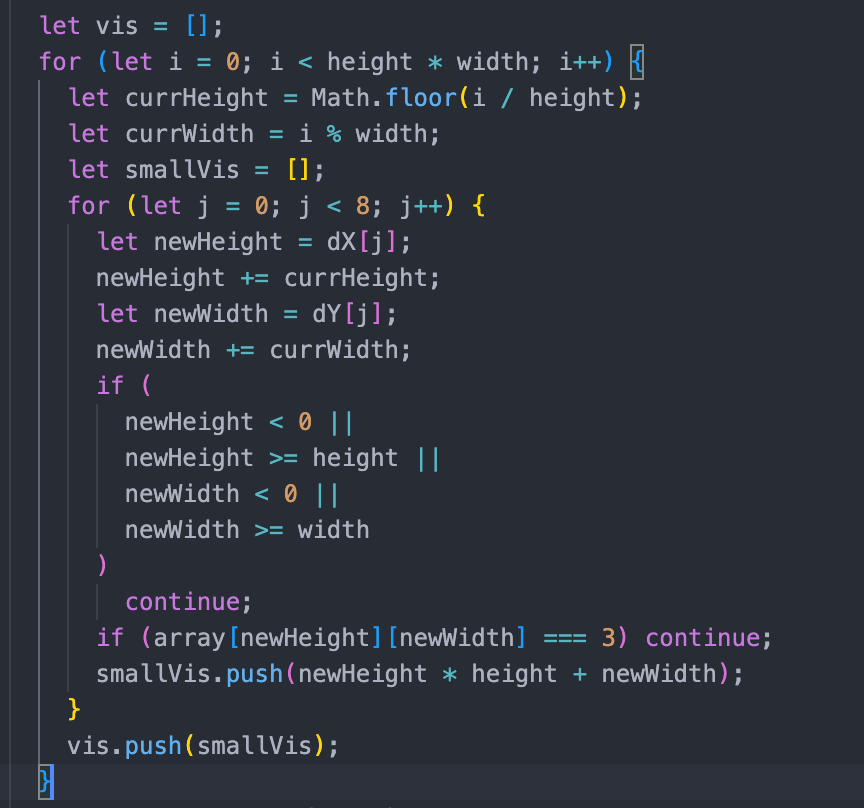 let vis = [];
for (let i = 0; i < height * width; i++) {
let currHeight = Math.floor(i / height);
let currWidth = i % width;
let smallVis = [];
for (let j = 0; j < 8; j++) {
let newHeight = dX[j];
newHeight += currHeight;
let newWidth = dY[j];
newWidth += currWidth;
if (
newHeight < 0 ||
newHeight >= height ||
newWidth < 0 ||
newWidth >= width
)
continue;
if (array[newHeight][newWidth] === 3) continue;
smallVis.push(newHeight * height + newWidth);
}
vis.push(smallVis);
}